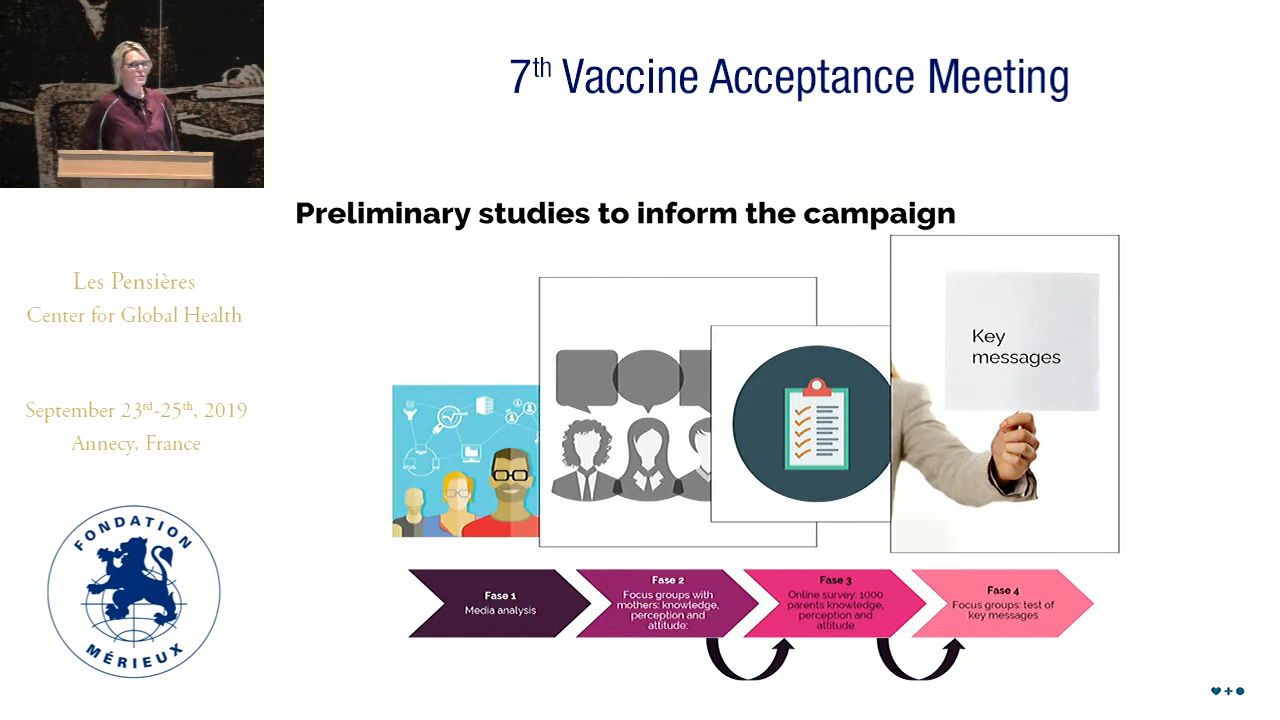 7th Vaccine Acceptance Meeting
Preliminary studies to inform the campaign
Les Pensières
Center for Global Health
September 23rd-25th, 2019
Annecy, France
FONDATION
MÉRIEUX
Key
messages
Fase 1
Media analysis
Fase 2
Focus groups with
mothers: knowledge,
perception and
attitude;
Fase 3
Online survey: 1000
parents knowledge,
perception and
attitude
Fase 4
Focus groups: test of
key messages